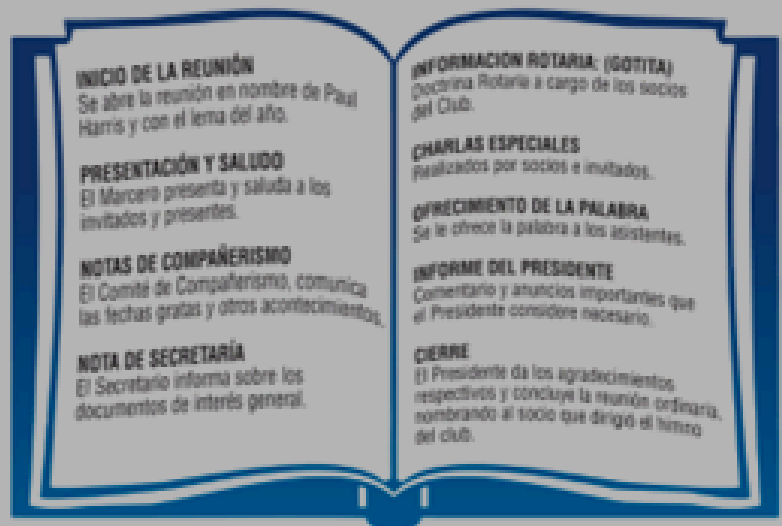 INICIO DE LA REUNIÓN
Se abre la reunión en nombre de Paul
Harris y con el lema del año.
PRESENTACIÓN Y SALUDO
El Marcero presenta y saluda a los
invitados y presentes.
NOTAS DE COMPAÑERISMO
El Comité de Compañerismo, comunica
las fechas gratas y otros acontecimientos.
NOTA DE SECRETARÍA
El Secretario informa sobre los
documentos de interés general.
INFORMACION ROTARIA: (GOTITA)
Doctrina Rotaria a cargo de los socios
del Club.
CHARLAS ESPECIALES
Realizados por socios e invitados.
OFRECIMIENTO DE LA PALABRA
Se le ofrece la palabra a los asistentes.
INFORME DEL PRESIDENTE
Comentario y anuncios importantes que
el Presidente considere necesario.
CIERRE
El Presidente da los agradecimientos
respectivos y concluye la reunión ordinaria,
nombrando al socio que dirigió el himno
del club.